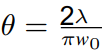 θ = 2λ / πw₀